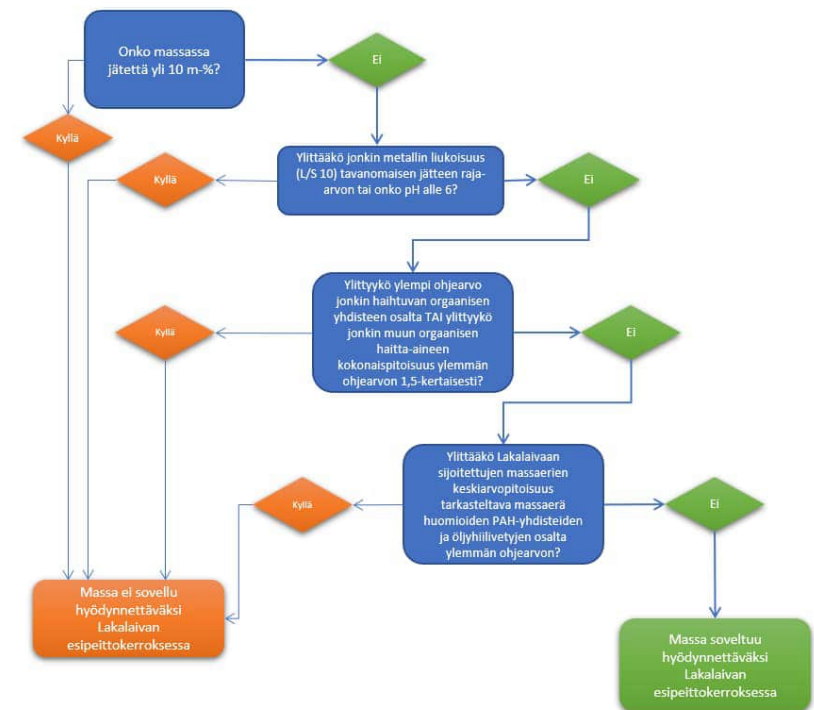 Onko massassa
jätettä yli 10 m-%?
Ei
Kyllä
Ylittääkö jonkin metallin liukoisuus
(L/S 10) tavanomaisen jätteen raja-
arvon tai onko pH alle 6?
Kyllä
Ei
Ylittyykö ylempi ohjearvo
jonkin haihtuvan orgaanisen
yhdisteen osalta TAI ylittyykö
jonkin muun orgaanisen
haitta-aineen
kokonaispitoisuus ylemmän
ohjearvon 1,5-kertaisesti?
Kyllä
Ei
Ylittääkö Lakalaivaan
sijoitettujen massaerien
keskiarvopitoisuus
tarkasteltava massaerä
huomioiden PAH-yhdisteiden
ja öljyhiilivetyjen osalta
ylemmän ohjearvon?
Kyllä
Ei
Massa ei sovellu
hyödynnettäväksi
Lakalaivan
esipeittokerroksessa
Massa soveltuu
hyödynnettäväksi
Lakalaivan
esipeittokerroksessa